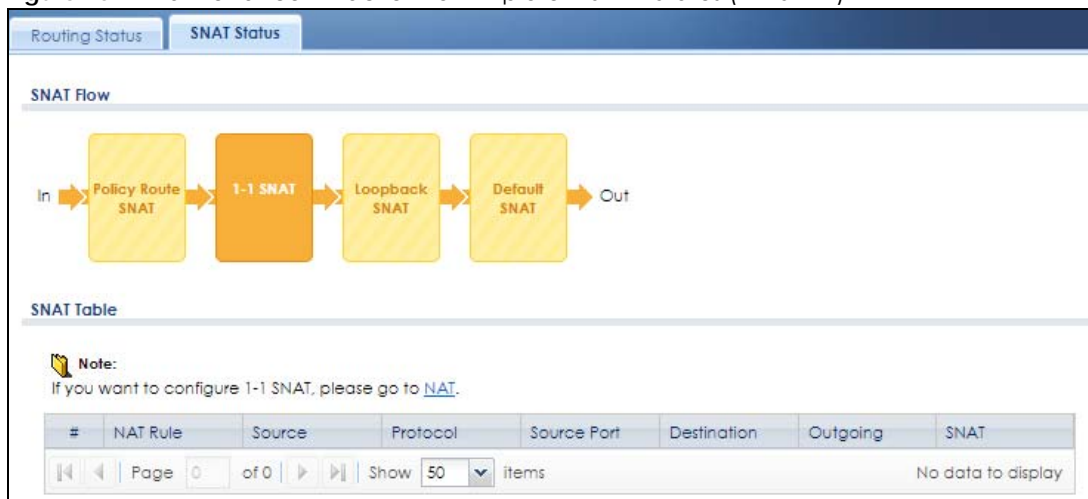 Routing Status
SNAT Status
SNAT Flow
In
Policy Route
SNAT
1-1 SNAT
Loopback
SNAT
Default
SNAT
Out
SNAT Table
Note:
If you want to configure 1-1 SNAT, please go to NAT.
# NAT Rule Source Protocol Source Port Destination Outgoing SNAT
Page 0 of 0 Show 50 items No data to display